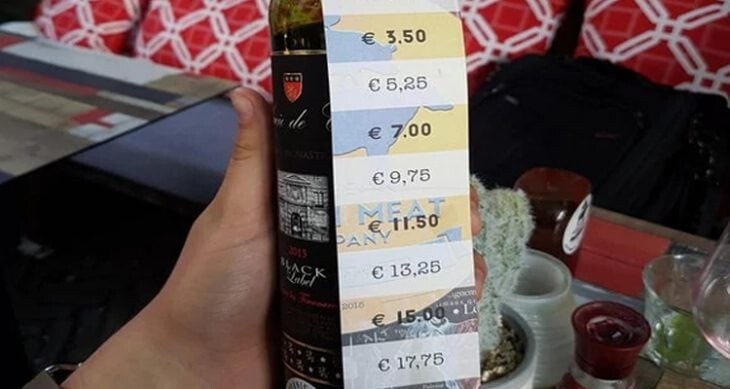 € 3.50
€ 5,25
€ 7.00
€ 9,75
MEAT
€ 11.50
PANY
€ 13,25
2015
BLACK
Label
2015
€ 15.00
€ 17,75